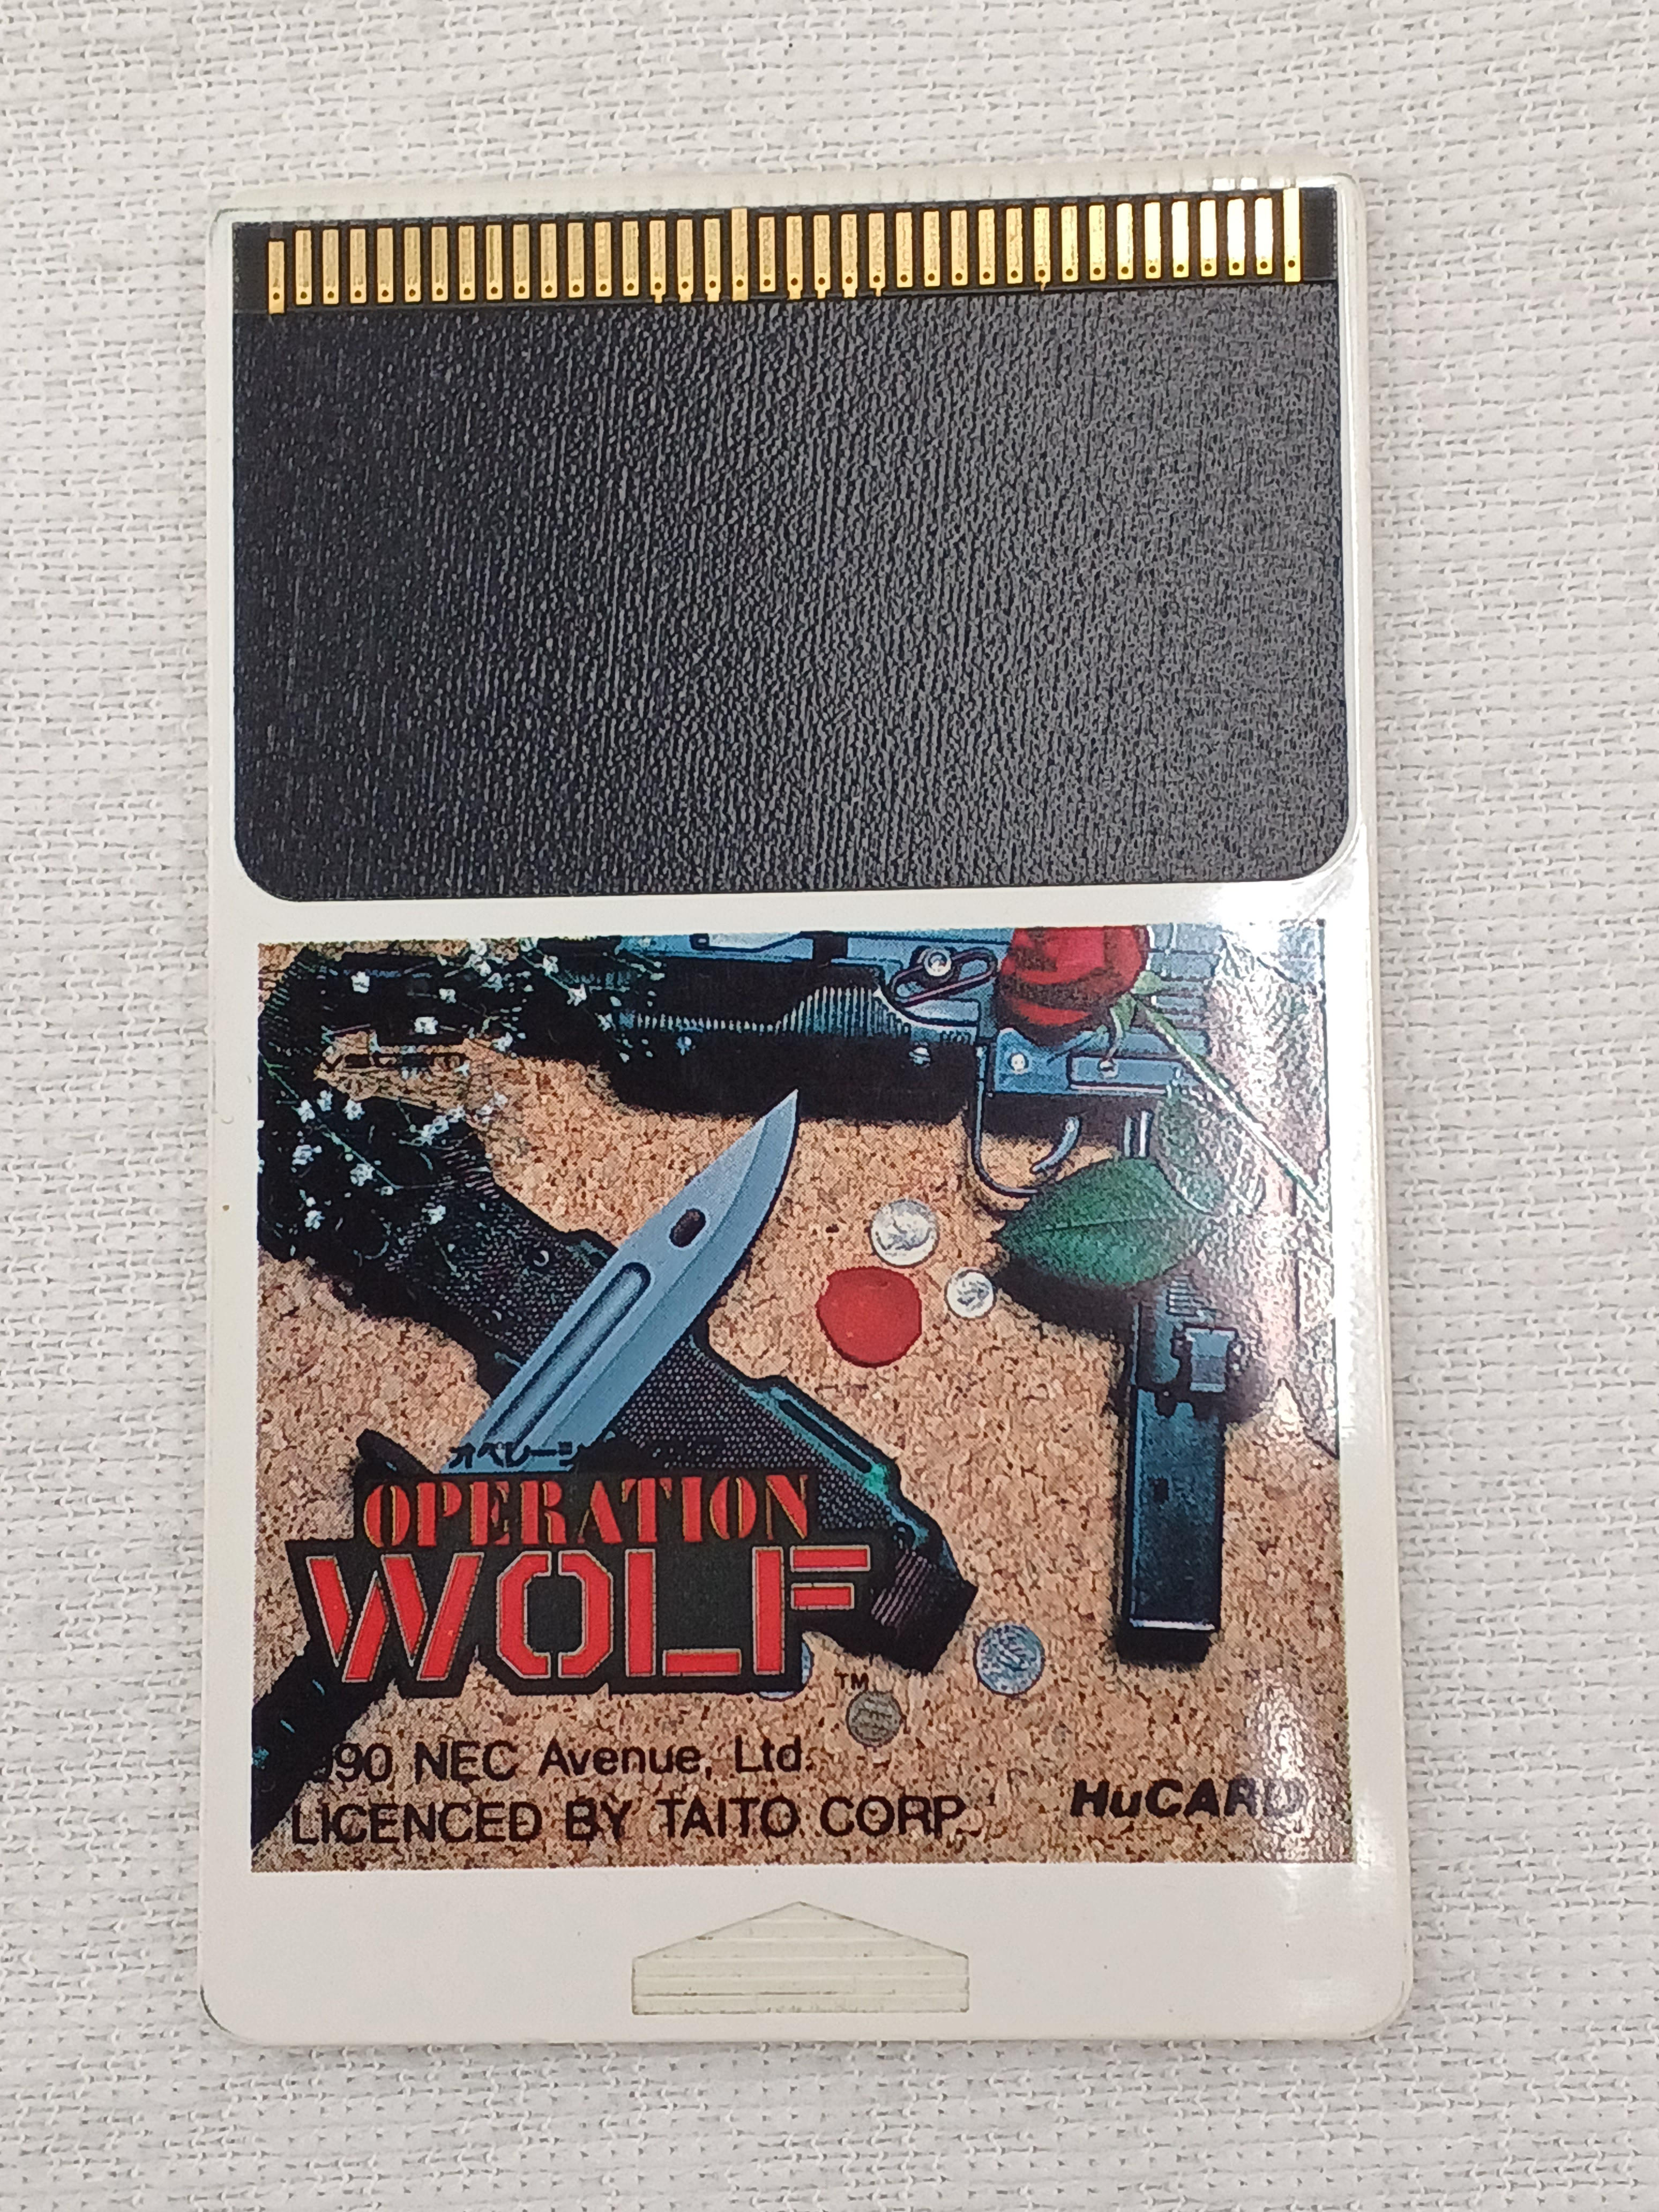 オペレーシ
OPERATION
WOLF
TM
990 NEC Avenue, Ltd.
LICENCED BY TAITO CORP.
HuCARD